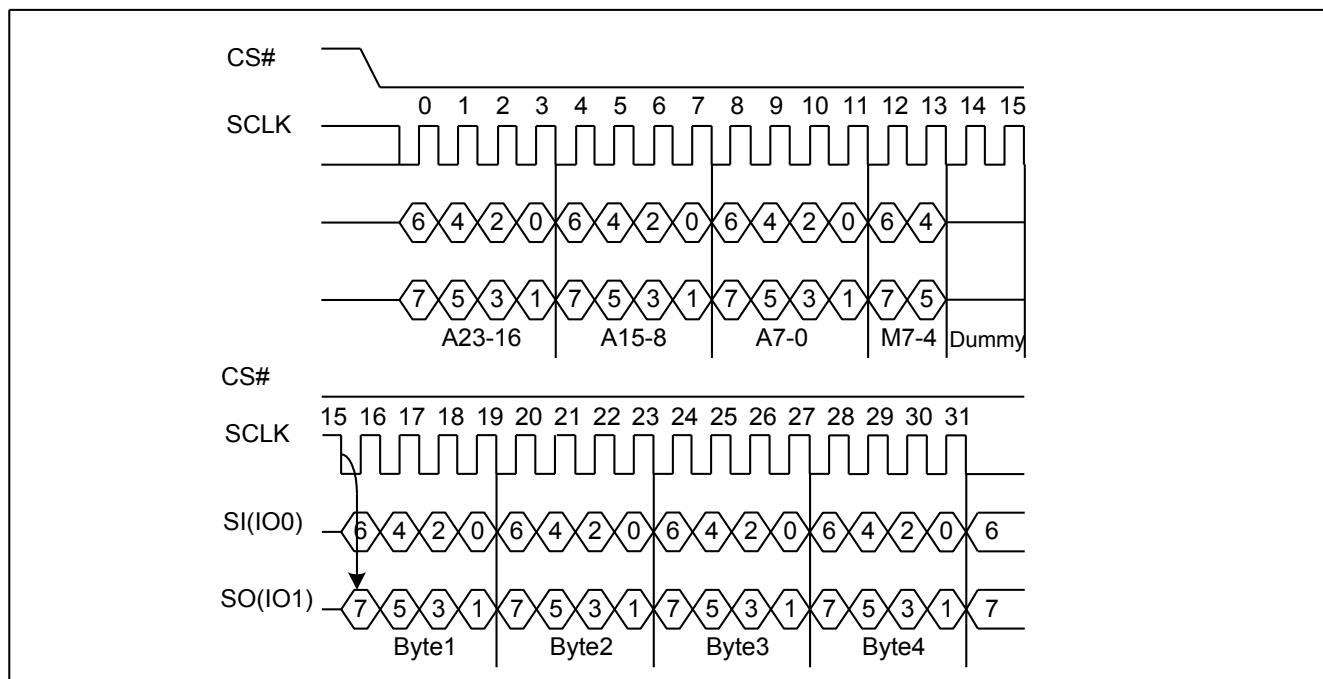 CS#
0 1 2 3 4 5 6 7 8 9 10 11 12 13 14 15
SCLK
6 4 2 0 6 4 2 0 6 4 2 0 6 4
7 5 3 1 7 5 3 1 7 5 3 1 7 5
A23-16 A15-8 A7-0 M7-4 Dummy
CS#
15 16 17 18 19 20 21 22 23 24 25 26 27 28 29 30 31
SCLK
SI(IO0) 6 4 2 0 6 4 2 0 6 4 2 0 6 4 2 0 6
SO(IO1) 7 5 3 1 7 5 3 1 7 5 3 1 7 5 3 1 7
Byte1 Byte2 Byte3 Byte4